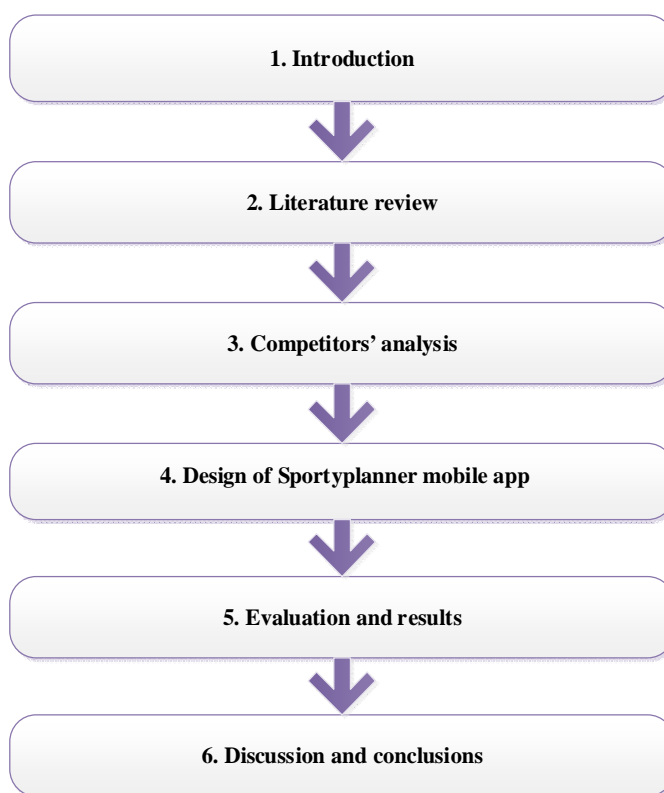 1. Introduction
2. Literature review
3. Competitors’ analysis
4. Design of Sportyplanner mobile app
5. Evaluation and results
6. Discussion and conclusions